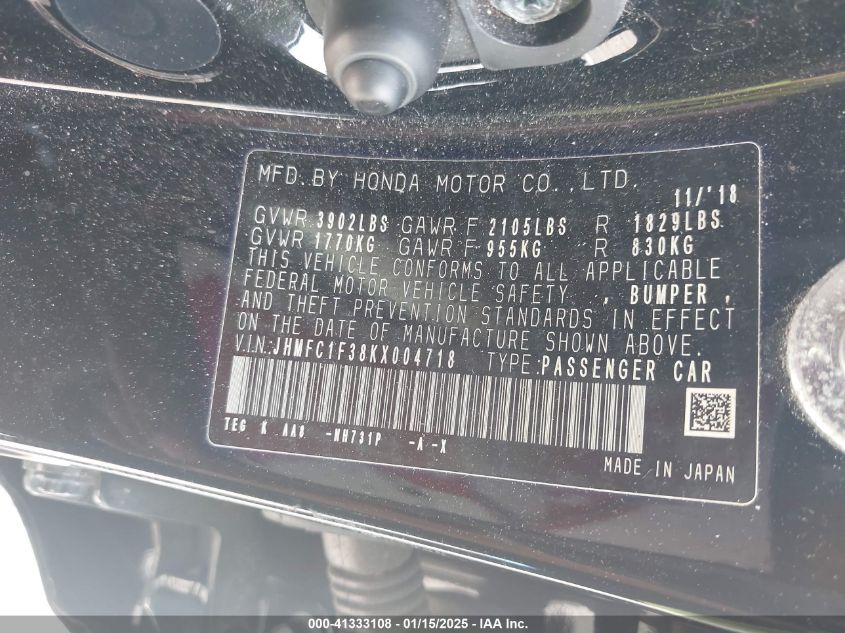 MFD. BY HONDA MOTOR CO., LTD. 11/'18
GVWR 3902LBS GAWR F 2105LBS R 1829LBS
GVWR 1770KG GAWR F 955KG R 830KG
THIS VEHICLE CONFORMS TO ALL APPLICABLE
FEDERAL MOTOR VEHICLE SAFETY , BUMPER ,
AND THEFT PREVENTION STANDARDS IN EFFECT
ON THE DATE OF MANUFACTURE SHOWN ABOVE.
V.I.N.: JHMFC1F38KX004718 TYPE: PASSENGER CAR
TEG K AA8 -NH731P -A -X
MADE IN JAPAN
000-41333108 - 01/15/2025 - IAA Inc.